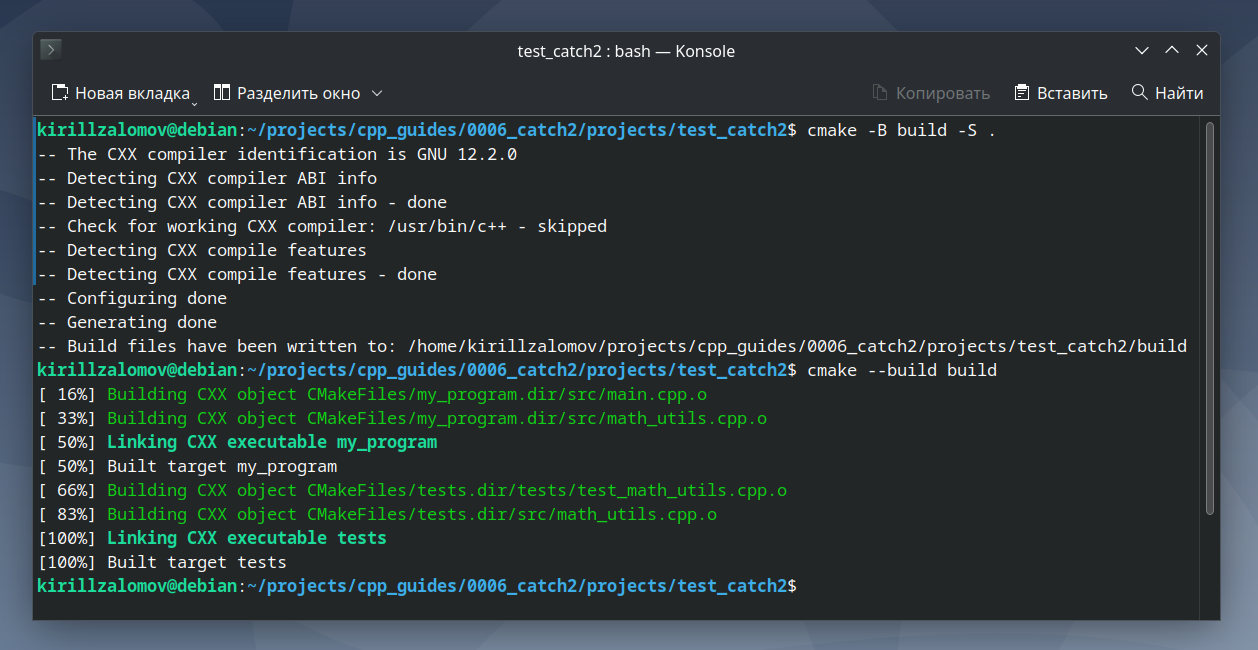 test_catch2 : bash — Konsole
Новая вкладка Разделить окно Копировать Вставить Найти
kirillzalomov@debian:~/projects/cpp_guides/0006_catch2/projects/test_catch2$ cmake -B build -S .
-- The CXX compiler identification is GNU 12.2.0
-- Detecting CXX compiler ABI info
-- Detecting CXX compiler ABI info - done
-- Check for working CXX compiler: /usr/bin/c++ - skipped
-- Detecting CXX compile features
-- Detecting CXX compile features - done
-- Configuring done
-- Generating done
-- Build files have been written to: /home/kirillzalomov/projects/cpp_guides/0006_catch2/projects/test_catch2/build
kirillzalomov@debian:~/projects/cpp_guides/0006_catch2/projects/test_catch2$ cmake --build build
[ 16%] Building CXX object CMakeFiles/my_program.dir/src/main.cpp.o
[ 33%] Building CXX object CMakeFiles/my_program.dir/src/math_utils.cpp.o
[ 50%] Linking CXX executable my_program
[ 50%] Built target my_program
[ 66%] Building CXX object CMakeFiles/tests.dir/tests/test_math_utils.cpp.o
[ 83%] Building CXX object CMakeFiles/tests.dir/src/math_utils.cpp.o
[100%] Linking CXX executable tests
[100%] Built target tests
kirillzalomov@debian:~/projects/cpp_guides/0006_catch2/projects/test_catch2$